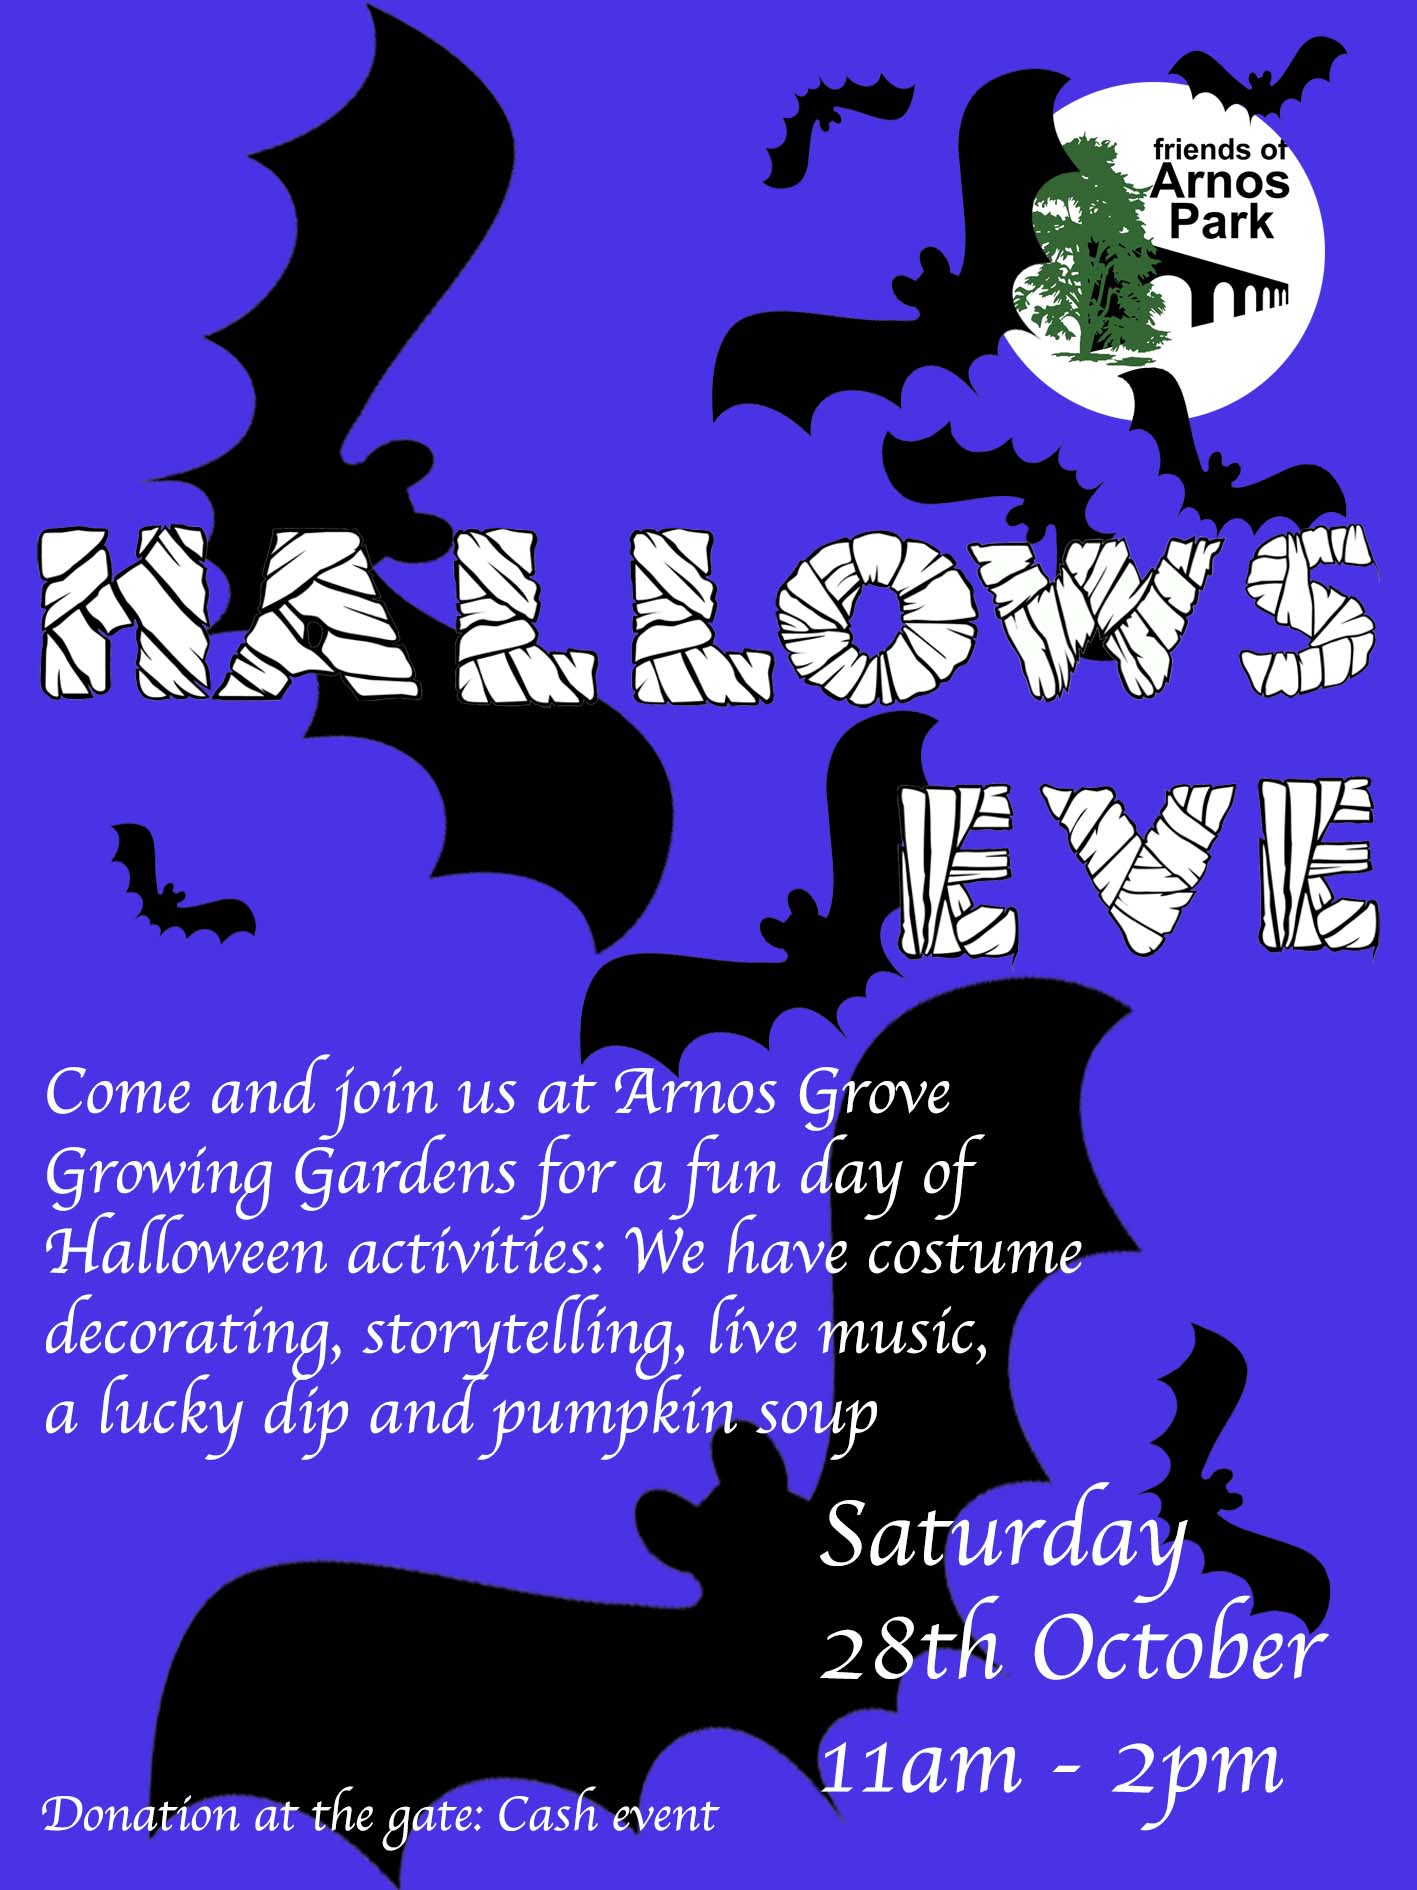 friends of
Arnos
Park
HALLOWS
EVE
Come and join us at Arnos Grove
Growing Gardens for a fun day of
Halloween activities: We have costume
decorating, storytelling, live music,
a lucky dip and pumpkin soup
Saturday
28th October
11am - 2pm
Donation at the gate: Cash event